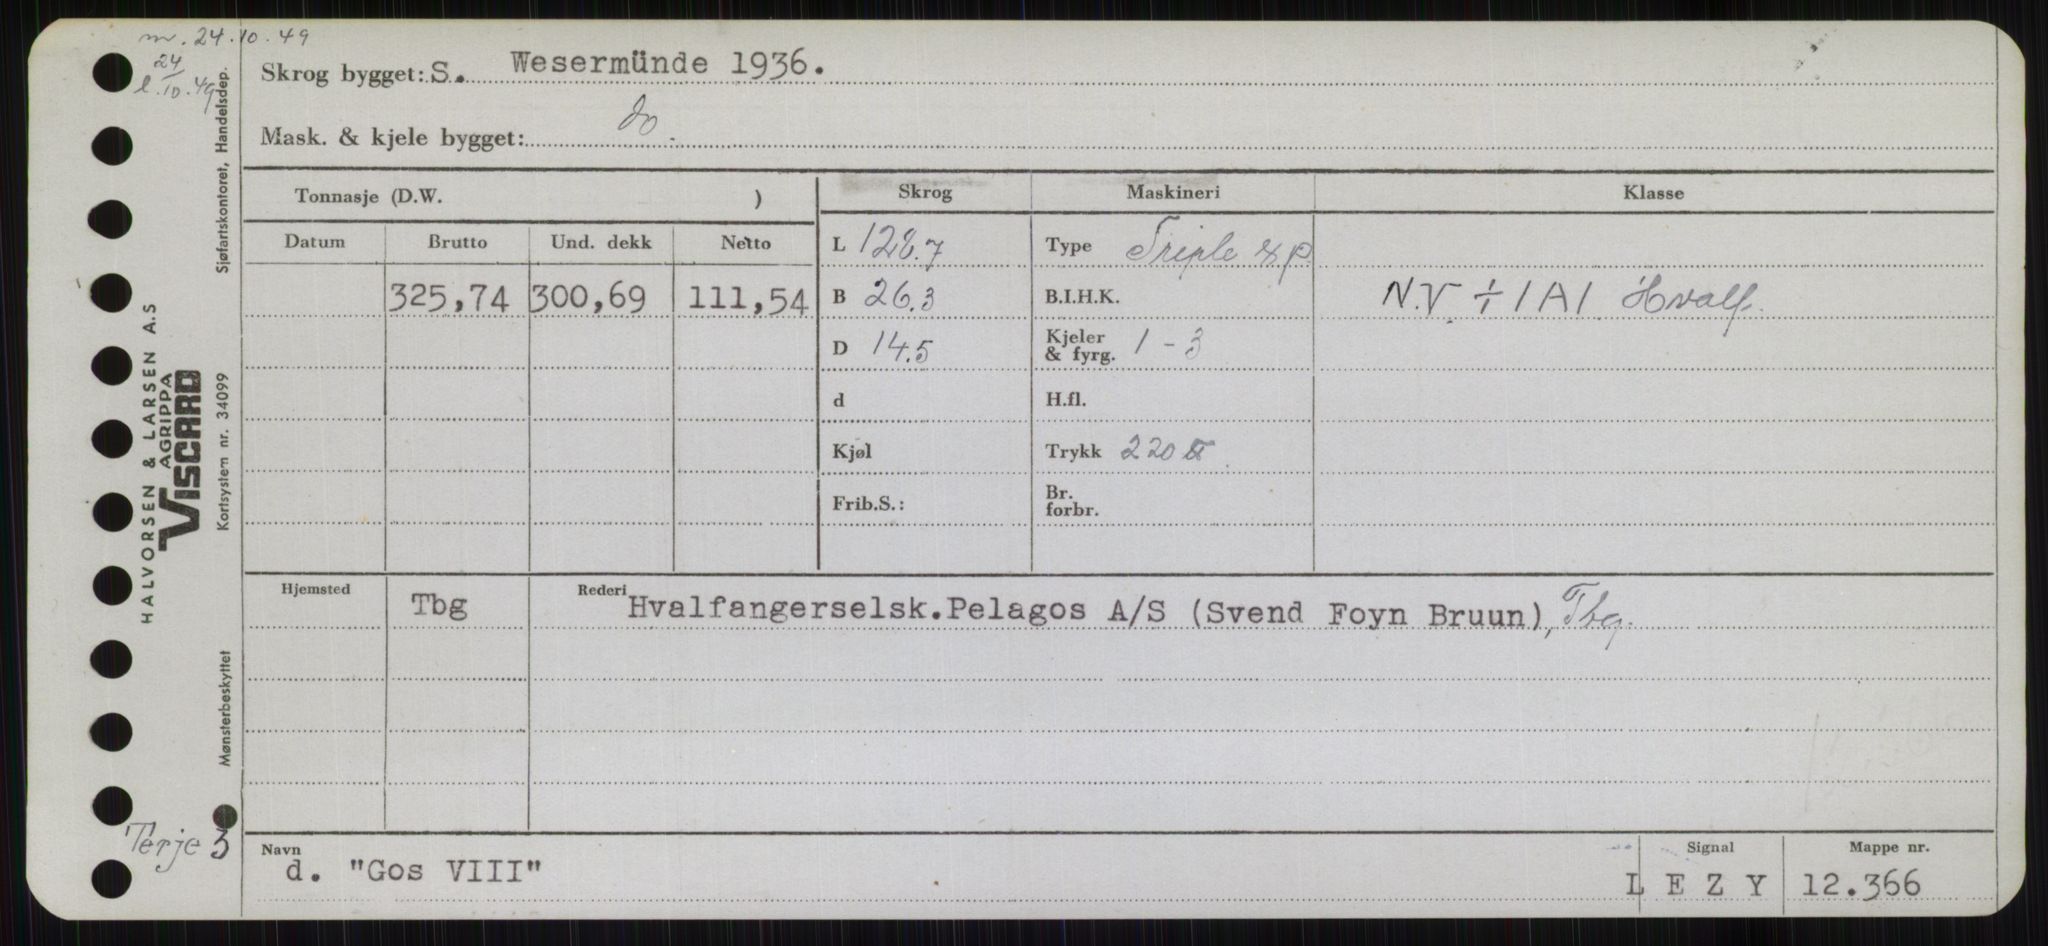 m. 24.10.49
24
l. 10.49
Skrog bygget: S. Wesermünde 1936.
Mask. & kjele bygget: do.
Tonnasje (D.W. )
Skrog
Maskineri
Klasse
Datum Brutto Und. dekk Netto
L 128.7
Type Triple exp.
325,74 300,69 111,54
B 26.3
B.I.H.K.
N.V. ÷ 1A1. Hvalf.
D 14.5
Kjeler & fyrg. 1 - 3
d
H.fl.
Kjøl
Trykk 220
Frib.S.:
Br. forbr.
Hjemsted Tbg
Rederi Hvalfangerselsk.Pelagos A/S (Svend Foyn Bruun), Tbg.
Terje 3
Navn
d. "Gos VIII"
Signal
L E Z Y
Mappe nr.
12.366
HALVORSEN & LARSEN A.S
AGRIPPA
VISCARD
Sjøfartskontoret, Handelsdep.
Kortsystem nr. 34099
Mønsterbeskyttet